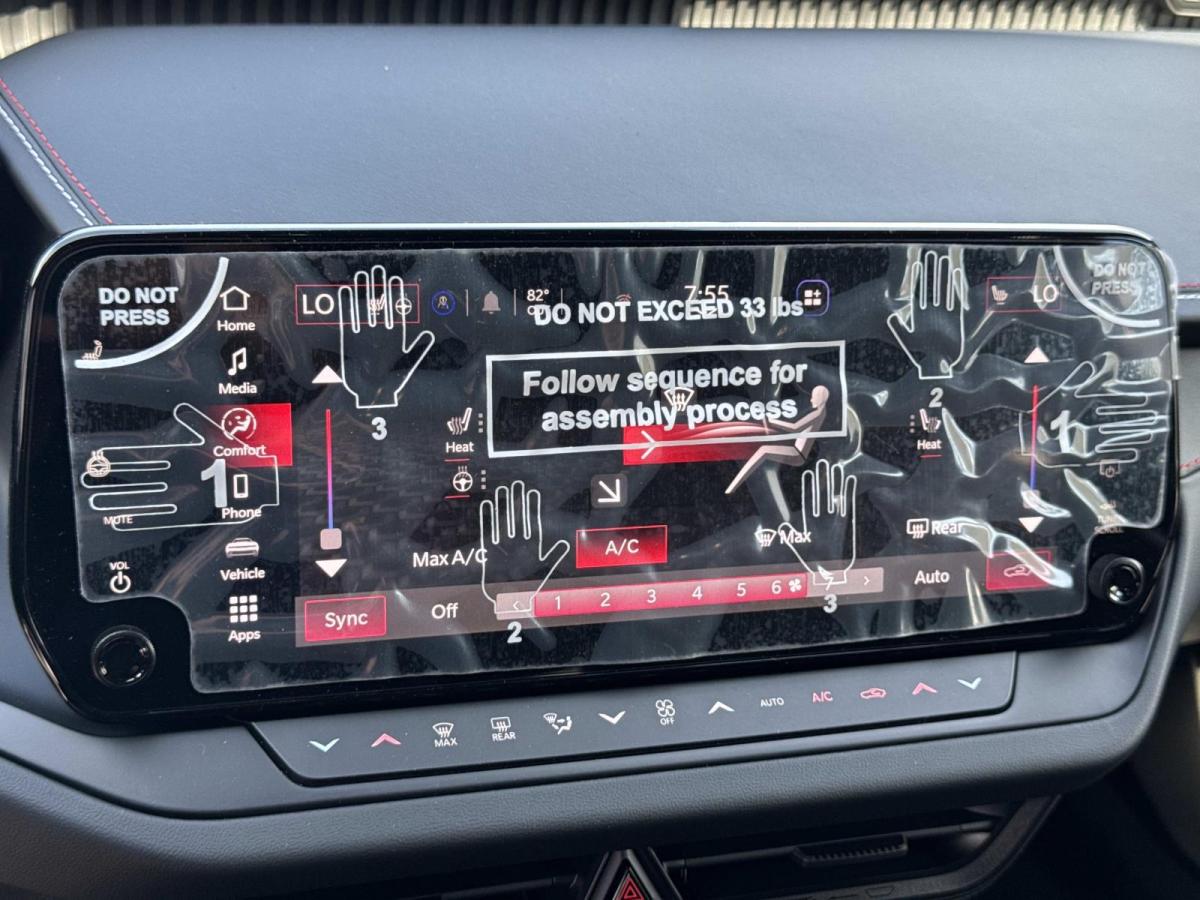 DO NOT
PRESS
Home
LO
82°
7:55
DO NOT EXCEED 33 lbs
LO
DO NOT
PRESS
Media
3
Follow sequence for
assembly process
2
Comfort
Heat
Heat
1
1
Phone
MUTE
VOL
Vehicle
Max A/C
A/C
Max
Rear
SCROLL
Apps
Sync
Off
1 2 3 4 5 6 7
Auto
2
3
MAX
REAR
OFF
AUTO
A/C